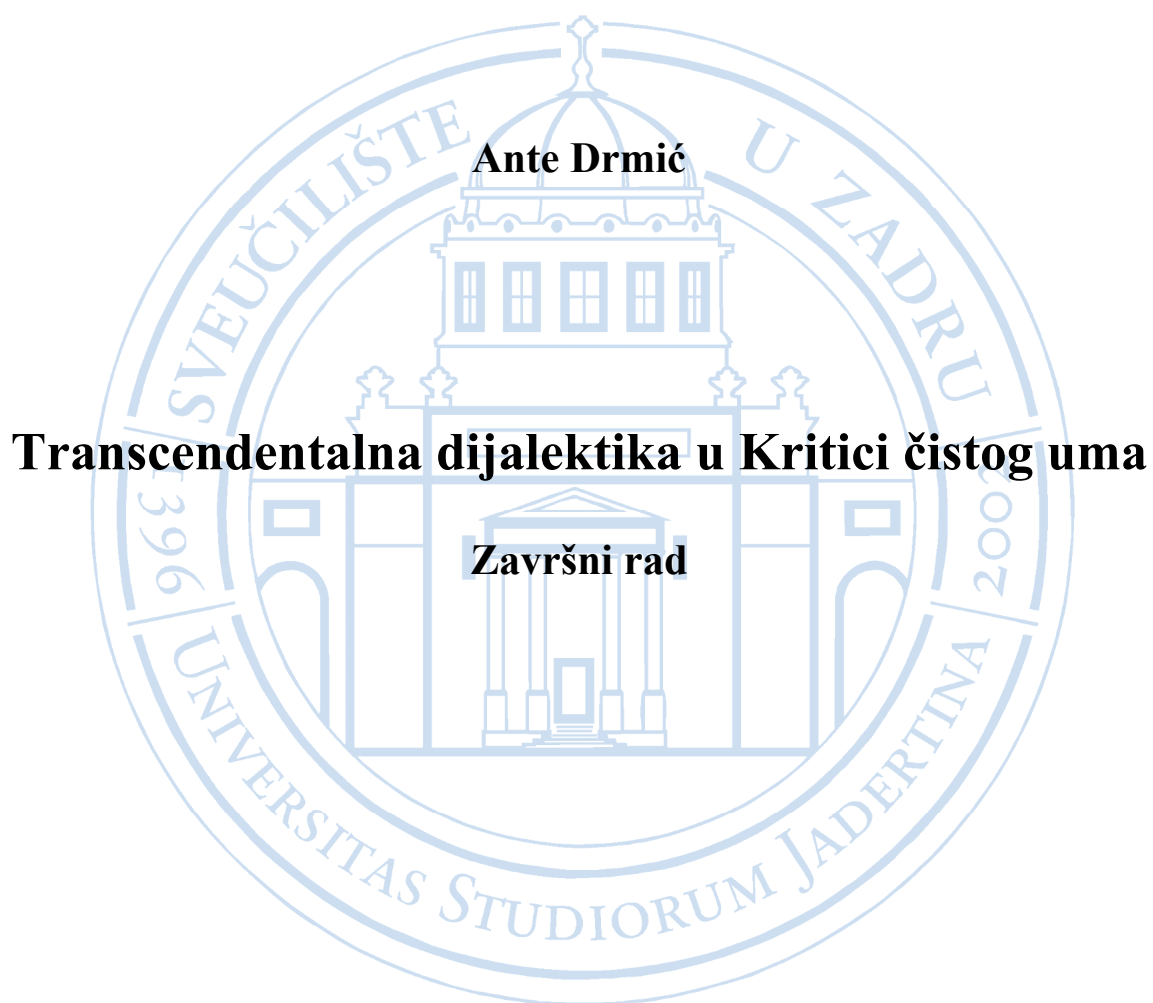 Ante Drmić
Transcendentalna dijalektika u Kritici čistog uma
Završni rad
SVEUČILIŠTE U ZADRU
1396
2002
UNIVERSITAS STUDIORUM JADERTINA